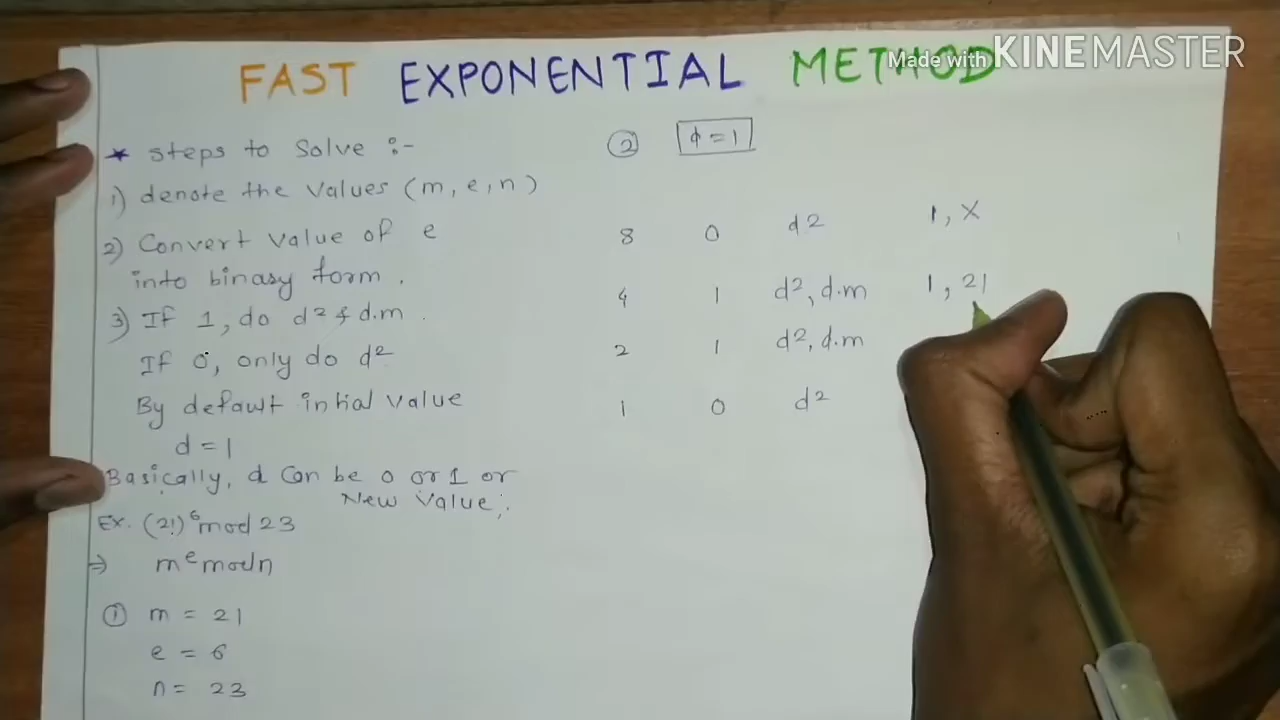 Made with KINEMASTER
FAST EXPONENTIAL METHOD
* Steps to Solve :-
1) denote the Values (m, e, n)
2) Convert Value of e
into binary form.
3) If 1, do d² & d.m.
If 0, only do d²
By default intial value
d = 1
Basically, d Can be 0 or 1 or
New Value,.
Ex. (21)⁶ mod 23
⇒ mᵉ mod n
① m = 21
e = 6
n = 23
② d = 1
8 0 d2 1, X
4 1 d², d.m 1, 21
2 1 d², d.m
1 0 d²